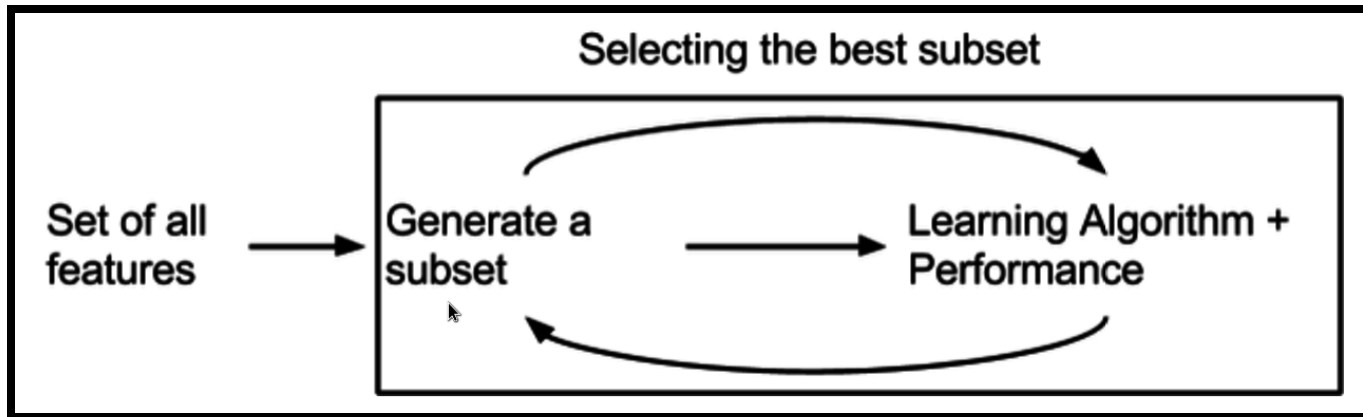 Selecting the best subset
Set of all
features
Generate a
subset
Learning Algorithm +
Performance